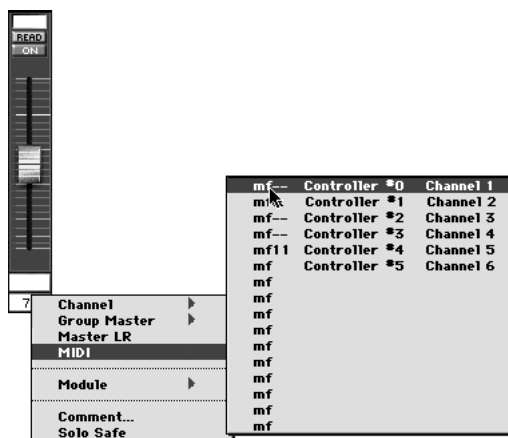 READ
ON
7
Channel
Group Master
Master LR
MIDI
Module
Comment...
Solo Safe
mf-- Controller #0 Channel 1
Controller #1 Channel 2
mf-- Controller #2 Channel 3
mf-- Controller #3 Channel 4
mf11 Controller #4 Channel 5
mf Controller #5 Channel 6
mf
mf
mf
mf
mf
mf
mf
mf
mf
mf